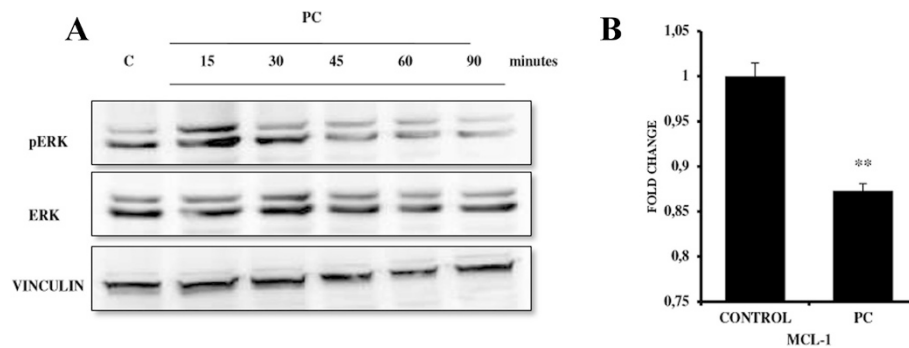 A
PC
C 15 30 45 60 90 minutes
pERK
ERK
VINCULIN
B
1,05
1
0,95
0,9
0,85
0,8
0,75
FOLD CHANGE
**
CONTROL PC
MCL-1